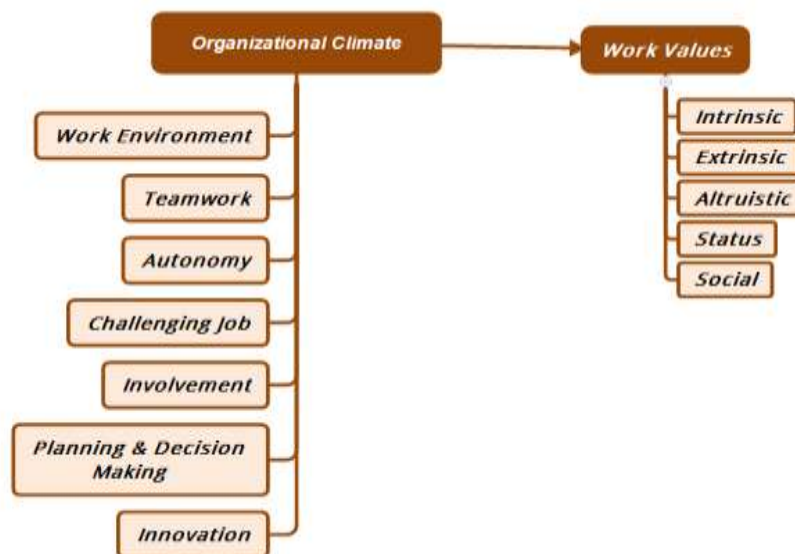 Organizational Climate
Work Values
Work Environment
Teamwork
Autonomy
Challenging Job
Involvement
Planning & Decision
Making
Innovation
Intrinsic
Extrinsic
Altruistic
Status
Social